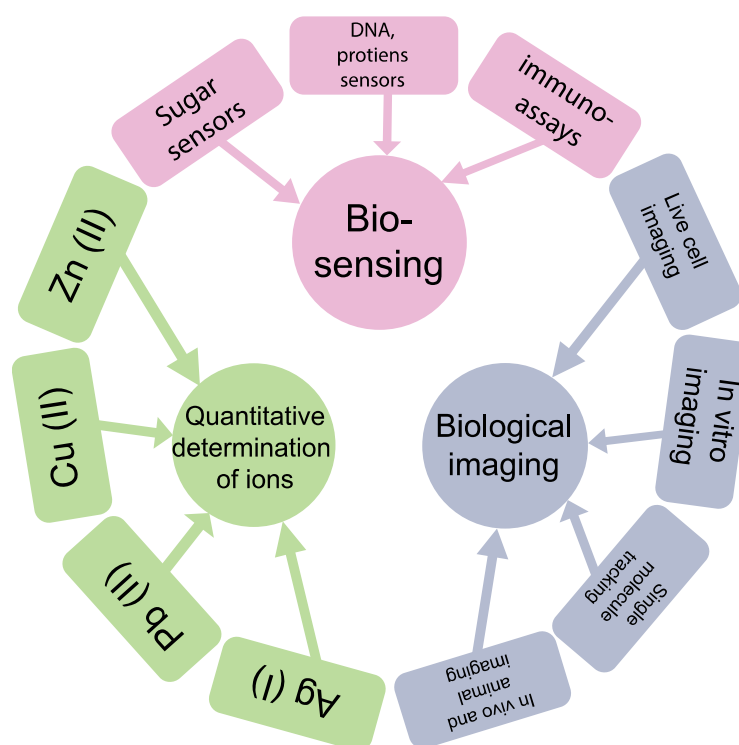 DNA,
protiens
sensors
Sugar
sensors
immuno-
assays
Bio-
sensing
Zn (II)
Cu (II)
Pb (II)
Ag (I)
Quantitative
determination
of ions
Live cell
imaging
In vitro
imaging
Single
molecule
tracking
In vivo and
animal
imaging
Biological
imaging